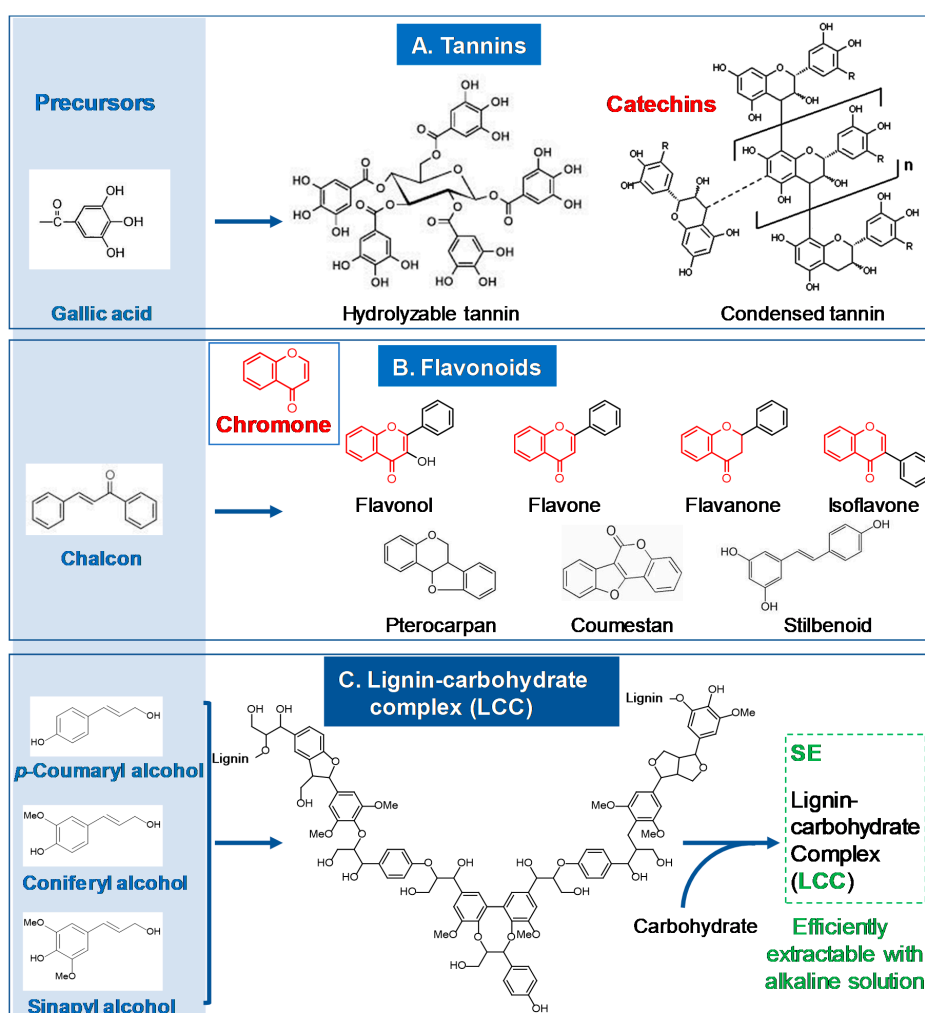 A. Tannins
Precursors
Catechins
Gallic acid
Hydrolyzable tannin
Condensed tannin
n
B. Flavonoids
Chromone
Flavonol
Flavone
Flavanone
Isoflavone
Chalcon
Pterocarpan
Coumestan
Stilbenoid
C. Lignin-carbohydrate
complex (LCC)
p-Coumaryl alcohol
Coniferyl alcohol
Sinapyl alcohol
Lignin
Lignin
Carbohydrate
SE
Lignin-
carbohydrate
Complex
(LCC)
Efficiently
extractable with
alkaline solution